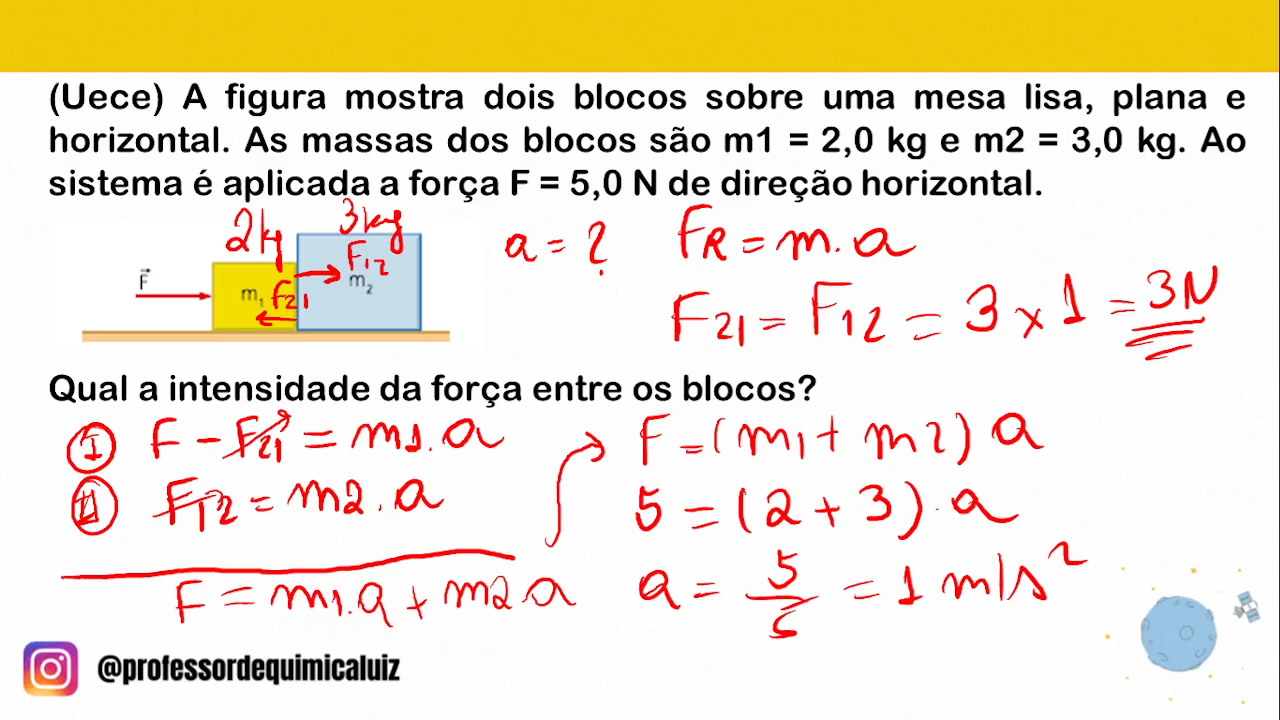 (Uece) A figura mostra dois blocos sobre uma mesa lisa, plana e
horizontal. As massas dos blocos são m1 = 2,0 kg e m2 = 3,0 kg. Ao
sistema é aplicada a força F = 5,0 N de direção horizontal.
2kg 3kg
F
m1 F21
F12
m2
a = ? FR = m.a
F21 = F12 = 3 x 1 = 3N
Qual a intensidade da força entre os blocos?
I F - F21 = m1.a
II F12 = m2.a
F = m1.a + m2.a
F = (m1 + m2) a
5 = (2 + 3).a
a = 5/5 = 1 m/s²
@professordequimicaluiz